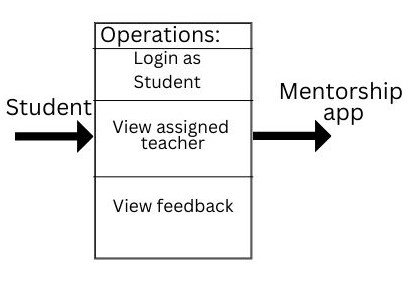 Operations:
Login as
Student
Student
View assigned
teacher
Mentorship
app
View feedback